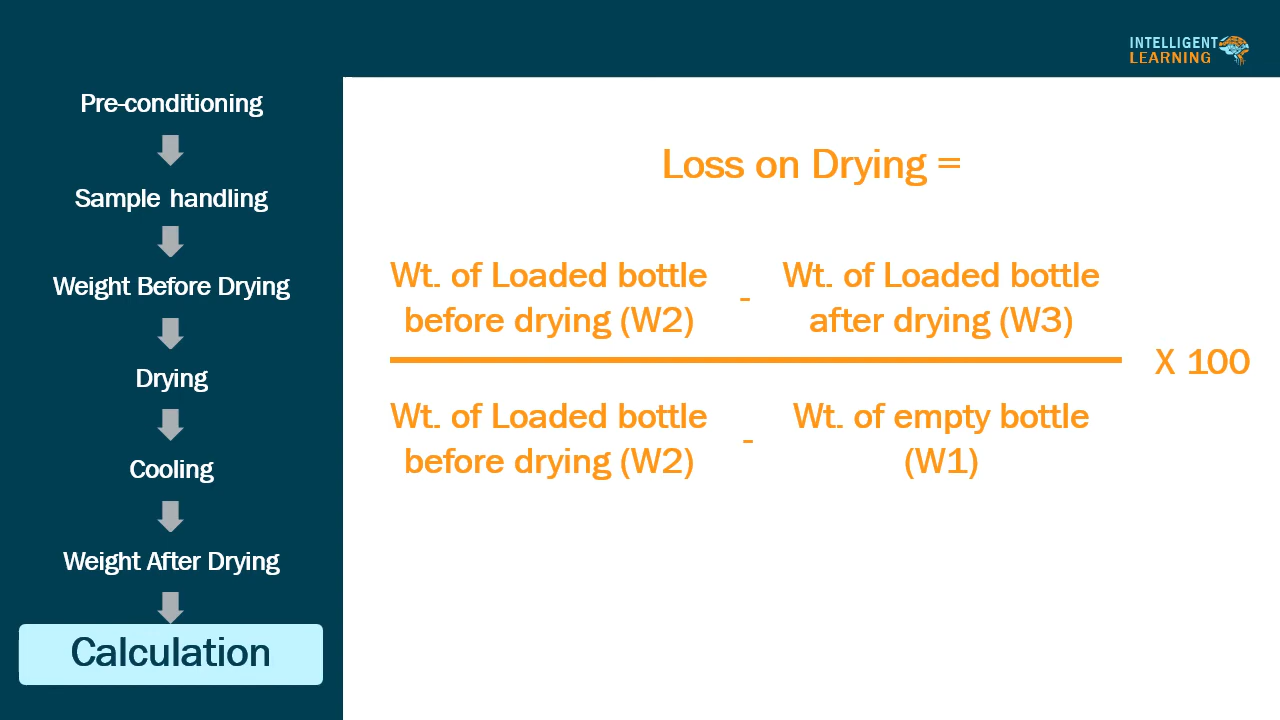 INTELLIGENT
LEARNING
Pre-conditioning
Sample handling
Weight Before Drying
Drying
Cooling
Weight After Drying
Calculation
Loss on Drying =
Wt. of Loaded bottle
before drying (W2)
-
Wt. of Loaded bottle
after drying (W3)
X 100
Wt. of Loaded bottle
before drying (W2)
-
Wt. of empty bottle
(W1)